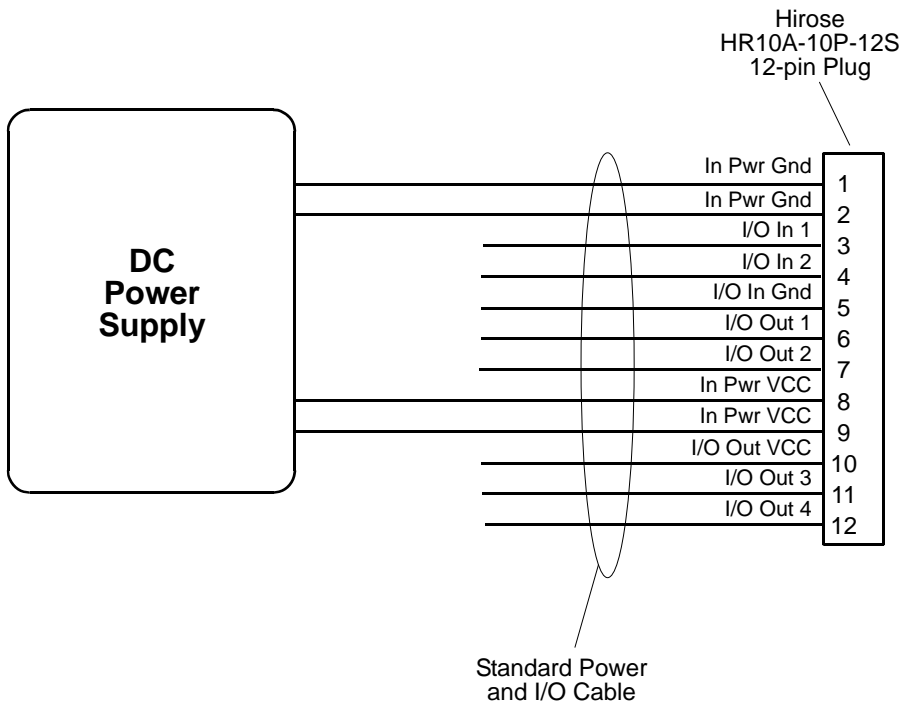 Hirose
HR10A-10P-12S
12-pin Plug
DC
Power
Supply
In Pwr Gnd 1
In Pwr Gnd 2
I/O In 1 3
I/O In 2 4
I/O In Gnd 5
I/O Out 1 6
I/O Out 2 7
In Pwr VCC 8
In Pwr VCC 9
I/O Out VCC 10
I/O Out 3 11
I/O Out 4 12
Standard Power
and I/O Cable